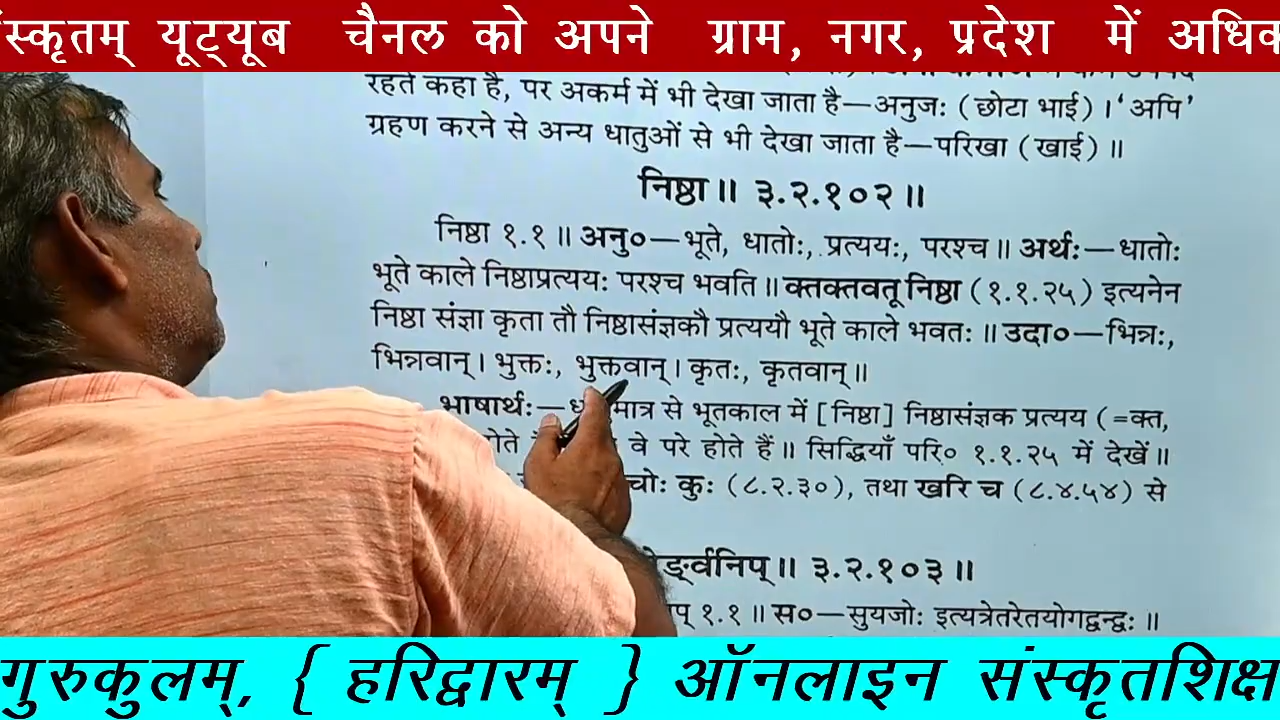 संस्कृतम् यूट्यूब चैनल को अपने ग्राम, नगर, प्रदेश में अधिक
रहते कहा है, पर अकर्म में भी देखा जाता है—अनुजः (छोटा भाई)। 'अपि'
ग्रहण करने से अन्य धातुओं से भी देखा जाता है—परिखा (खाई)॥
निष्ठा॥ ३.२.१०२॥
निष्ठा १.१॥ अनु०—भूते, धातोः, प्रत्ययः, परश्च॥ अर्थः—धातोः
भूते काले निष्ठाप्रत्ययः परश्च भवति॥ क्तक्तवतू निष्ठा (१.१.२५) इत्यनेन
निष्ठा संज्ञा कृता तौ निष्ठासंज्ञकौ प्रत्ययौ भूते काले भवतः॥ उदा०—भिन्नः,
भिन्नवान्। भुक्तः, भुक्तवान्। कृतः, कृतवान्॥
भाषार्थः—धातुमात्र से भूतकाल में [निष्ठा] निष्ठासंज्ञक प्रत्यय (=क्त,
होते वे परे होते हैं॥ सिद्धियाँ परि० १.१.२५ में देखें॥
चोः कुः (८.२.३०), तथा खरि च (८.४.५४) से
ङ्वनिप्॥ ३.२.१०३॥
प् १.१॥ स०—सुयजोः इत्यत्रेतरेतयोगद्वन्द्वः॥
गुरुकुलम्, { हरिद्वारम् } ऑनलाइन संस्कृतशिक्ष